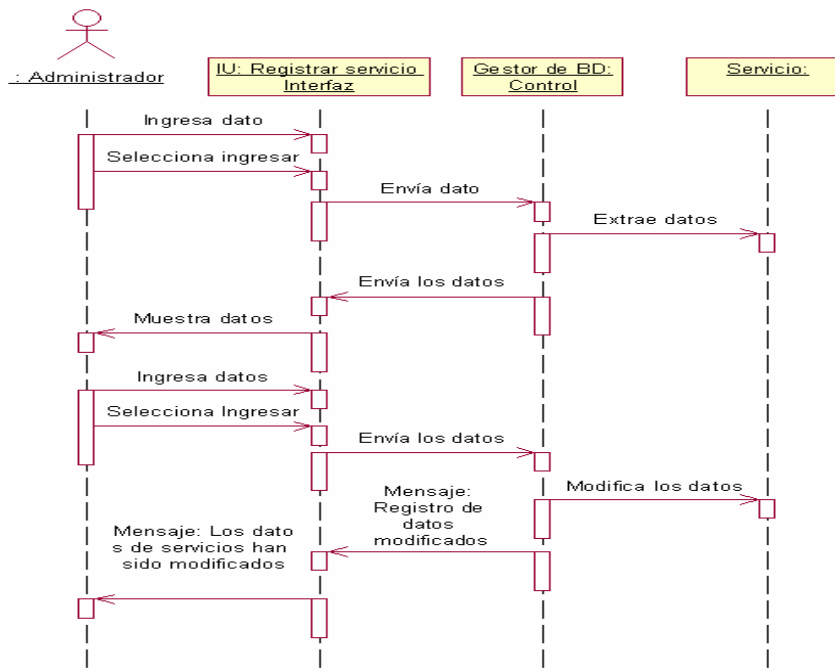 : Administrador
IU: Registrar servicio
Interfaz
Gestor de BD:
Control
Servicio:
Ingresa dato
Selecciona ingresar
Envía dato
Extrae datos
Envía los datos
Muestra datos
Ingresa datos
Selecciona Ingresar
Envía los datos
Modifica los datos
Mensaje:
Registro de
datos
modificados
Mensaje: Los dato
s de servicios han
sido modificados